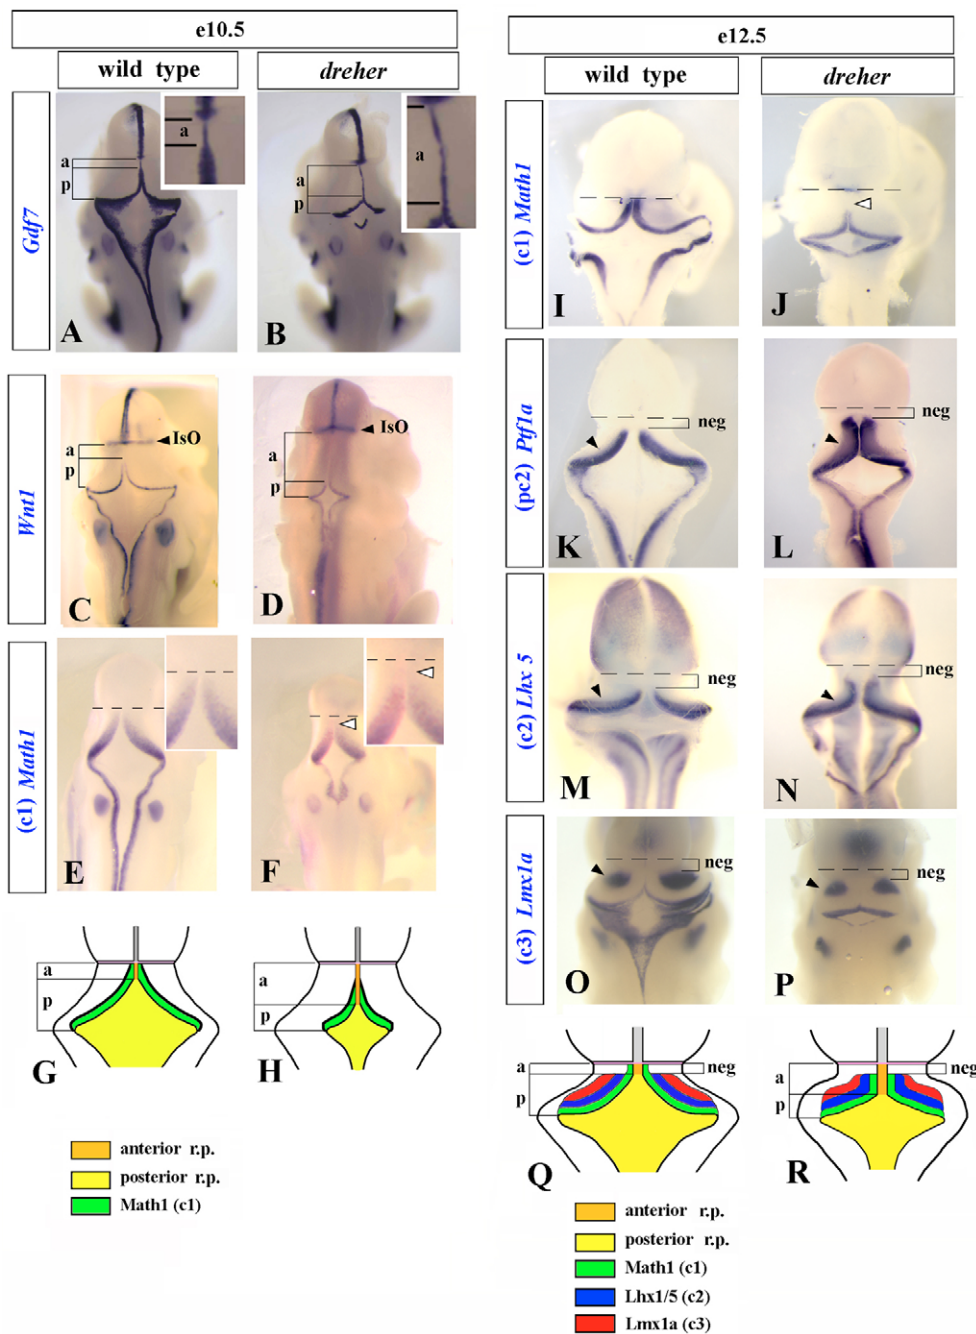 e10.5
wild type
dreher
Gdf7
a
p
a
A
a
p
a
B
Wnt1
IsO
a
p
C
IsO
a
p
D
(c1) Math1
E
F
a
p
G
a
p
H
anterior r.p.
posterior r.p.
Math1 (c1)
e12.5
wild type
dreher
(c1) Math1
I
J
(pc2) Ptf1a
neg
K
neg
L
(c2) Lhx 5
neg
M
neg
N
(c3) Lmx1a
neg
O
neg
P
a
p
neg
Q
a
p
neg
R
anterior r.p.
posterior r.p.
Math1 (c1)
Lhx1/5 (c2)
Lmx1a (c3)